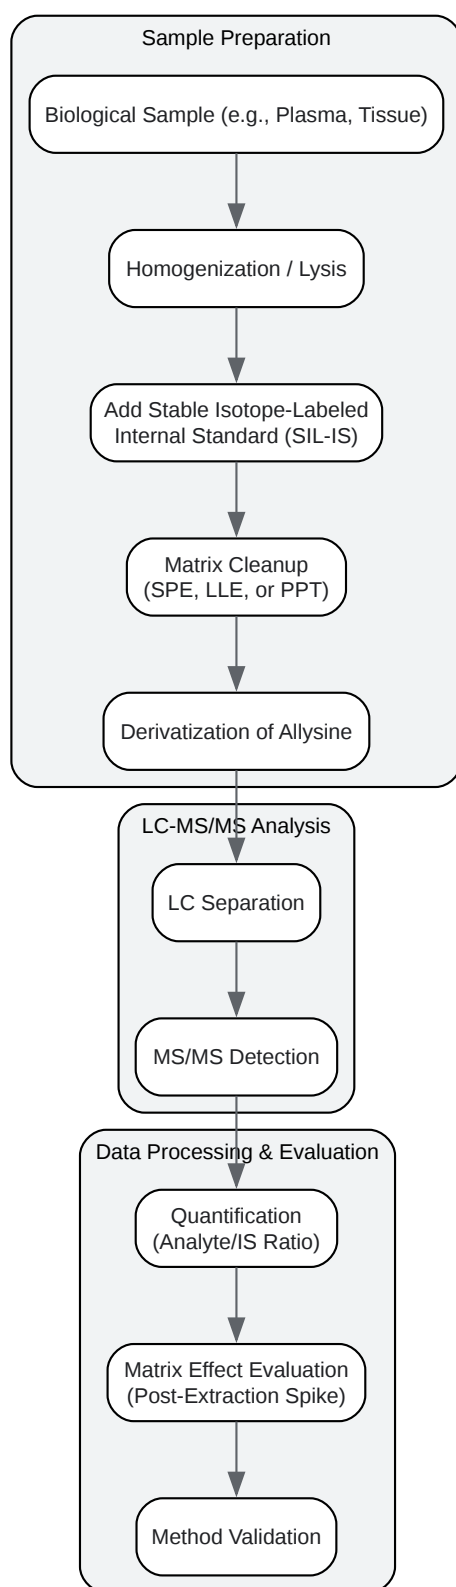 Sample Preparation
Biological Sample (e.g., Plasma, Tissue)
Homogenization / Lysis
Add Stable Isotope-Labeled
Internal Standard (SIL-IS)
Matrix Cleanup
(SPE, LLE, or PPT)
Derivatization of Allysine
LC-MS/MS Analysis
LC Separation
MS/MS Detection
Data Processing & Evaluation
Quantification
(Analyte/IS Ratio)
Matrix Effect Evaluation
(Post-Extraction Spike)
Method Validation